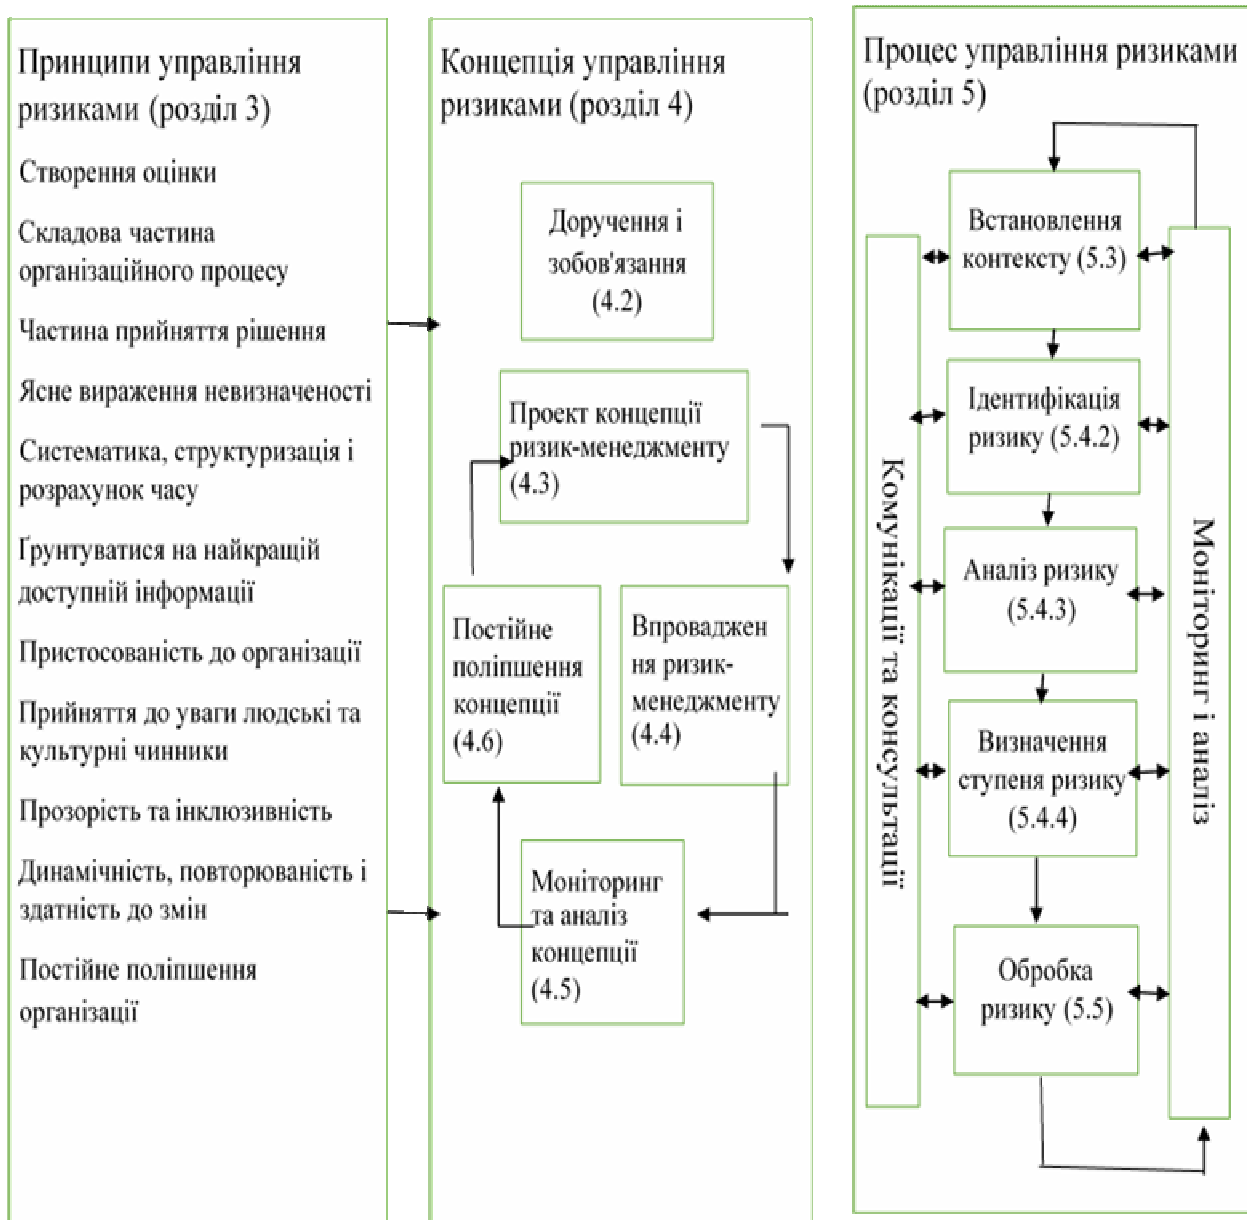 Принципи управління
ризиками (розділ 3)
Створення оцінки
Складова частина
організаційного процесу
Частина прийняття рішення
Ясне вираження невизначеності
Систематика, структуризація і
розрахунок часу
Ґрунтуватися на найкращій
доступній інформації
Пристосованість до організації
Прийняття до уваги людські та
культурні чинники
Прозорість та інклюзивність
Динамічність, повторюваність і
здатність до змін
Постійне поліпшення
організації
Концепція управління
ризиками (розділ 4)
Доручення і
зобов'язання
(4.2)
Проект концепції
ризик-менеджменту
(4.3)
Постійне
поліпшення
концепції
(4.6)
Впроваджен
ня ризик-
менеджменту
(4.4)
Моніторинг
та аналіз
концепції
(4.5)
Процес управління ризиками
(розділ 5)
Комунікації та консультації
Встановлення
контексту (5.3)
Ідентифікація
ризику (5.4.2)
Аналіз ризику
(5.4.3)
Визначення
ступеня ризику
(5.4.4)
Обробка
ризику (5.5)
Моніторинг і аналіз